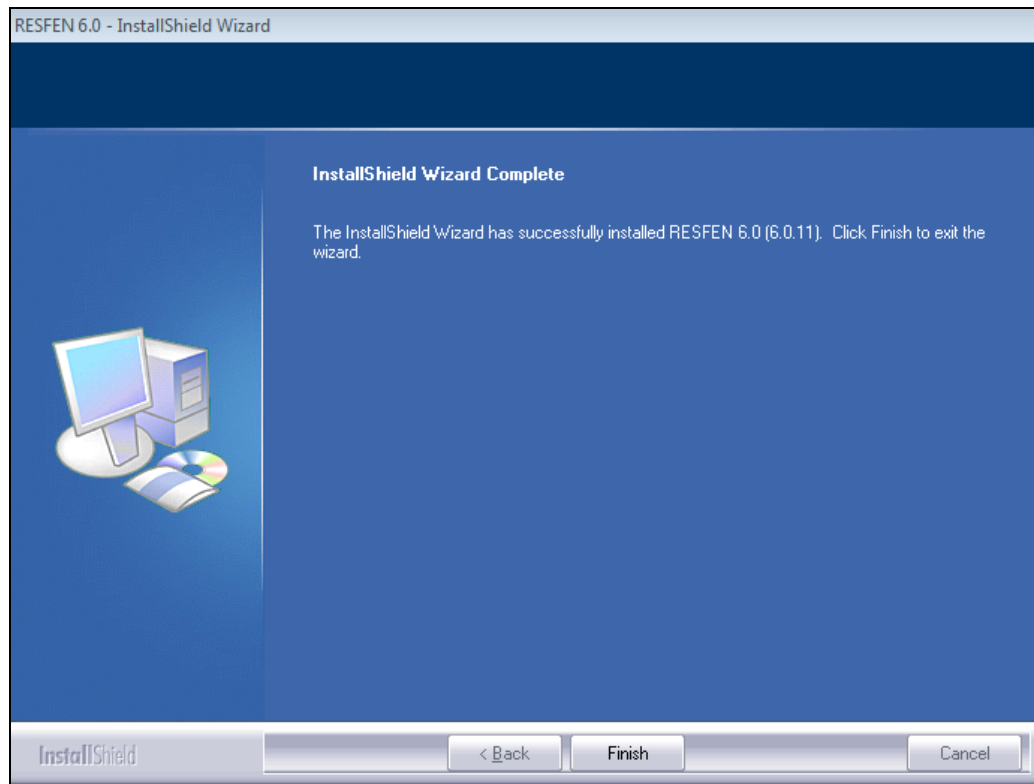 RESFEN 6.0 - InstallShield Wizard
InstallShield Wizard Complete
The InstallShield Wizard has successfully installed RESFEN 6.0 (6.0.11).  Click Finish to exit the
wizard.
InstallShield
< Back
Finish
Cancel